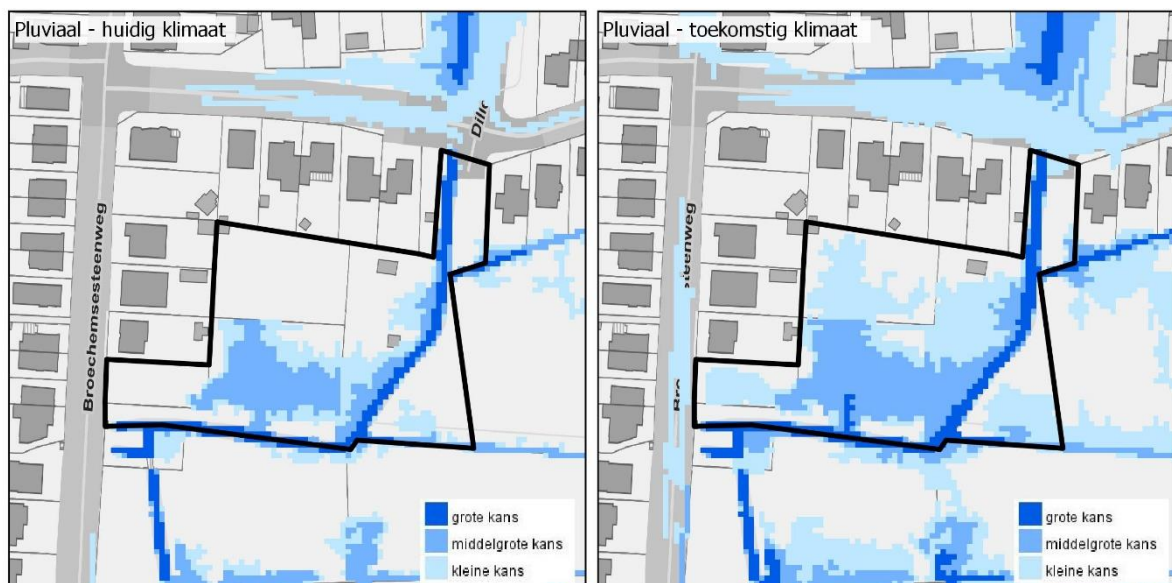 Pluviaal - huidig klimaat
Broechemsesteenweg
grote kans
middelgrote kans
kleine kans
Pluviaal - toekomstig klimaat
steenweg
grote kans
middelgrote kans
kleine kans